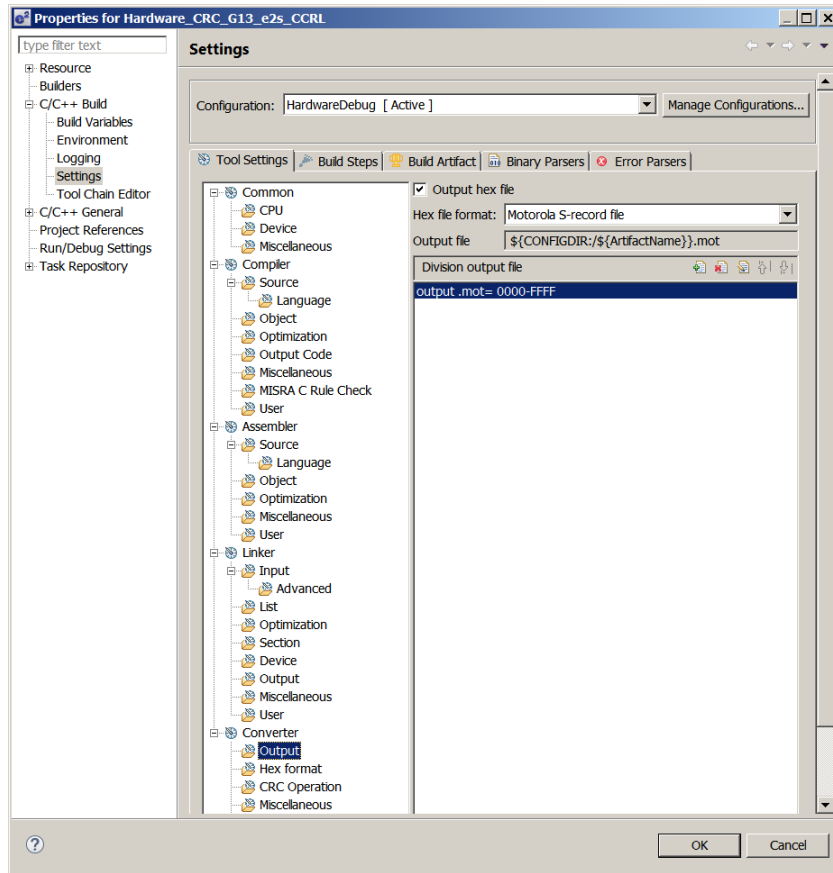 Properties for Hardware_CRC_G13_e2s_CCRL
type filter text
Resource
Builders
C/C++ Build
Build Variables
Environment
Logging
Settings
Tool Chain Editor
C/C++ General
Project References
Run/Debug Settings
Task Repository
Settings
Configuration:
HardwareDebug [ Active ]
Manage Configurations...
Tool Settings
Build Steps
Build Artifact
Binary Parsers
Error Parsers
Common
CPU
Device
Miscellaneous
Compiler
Source
Language
Object
Optimization
Output Code
Miscellaneous
MISRA C Rule Check
User
Assembler
Source
Language
Object
Optimization
Miscellaneous
User
Linker
Input
Advanced
List
Optimization
Section
Device
Output
Miscellaneous
User
Converter
Output
Hex format
CRC Operation
Miscellaneous
Output hex file
Hex file format:
Motorola S-record file
Output file
${CONFIGDIR:/${ArtifactName}}.mot
Division output file
output .mot= 0000-FFFF
OK
Cancel